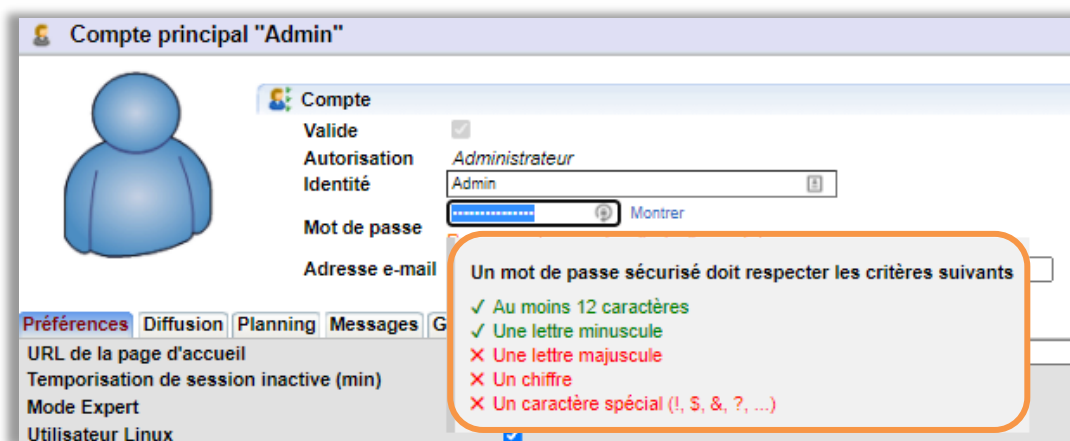 Compte principal "Admin"
Compte
Valide
Autorisation Administrateur
Identité Admin
Mot de passe Montrer
Adresse e-mail
Un mot de passe sécurisé doit respecter les critères suivants
✓ Au moins 12 caractères
✓ Une lettre minuscule
✕ Une lettre majuscule
✕ Un chiffre
✕ Un caractère spécial (!, $, &, ?, ...)
Préférences Diffusion Planning Messages G
URL de la page d'accueil
Temporisation de session inactive (min)
Mode Expert
Utilisateur Linux